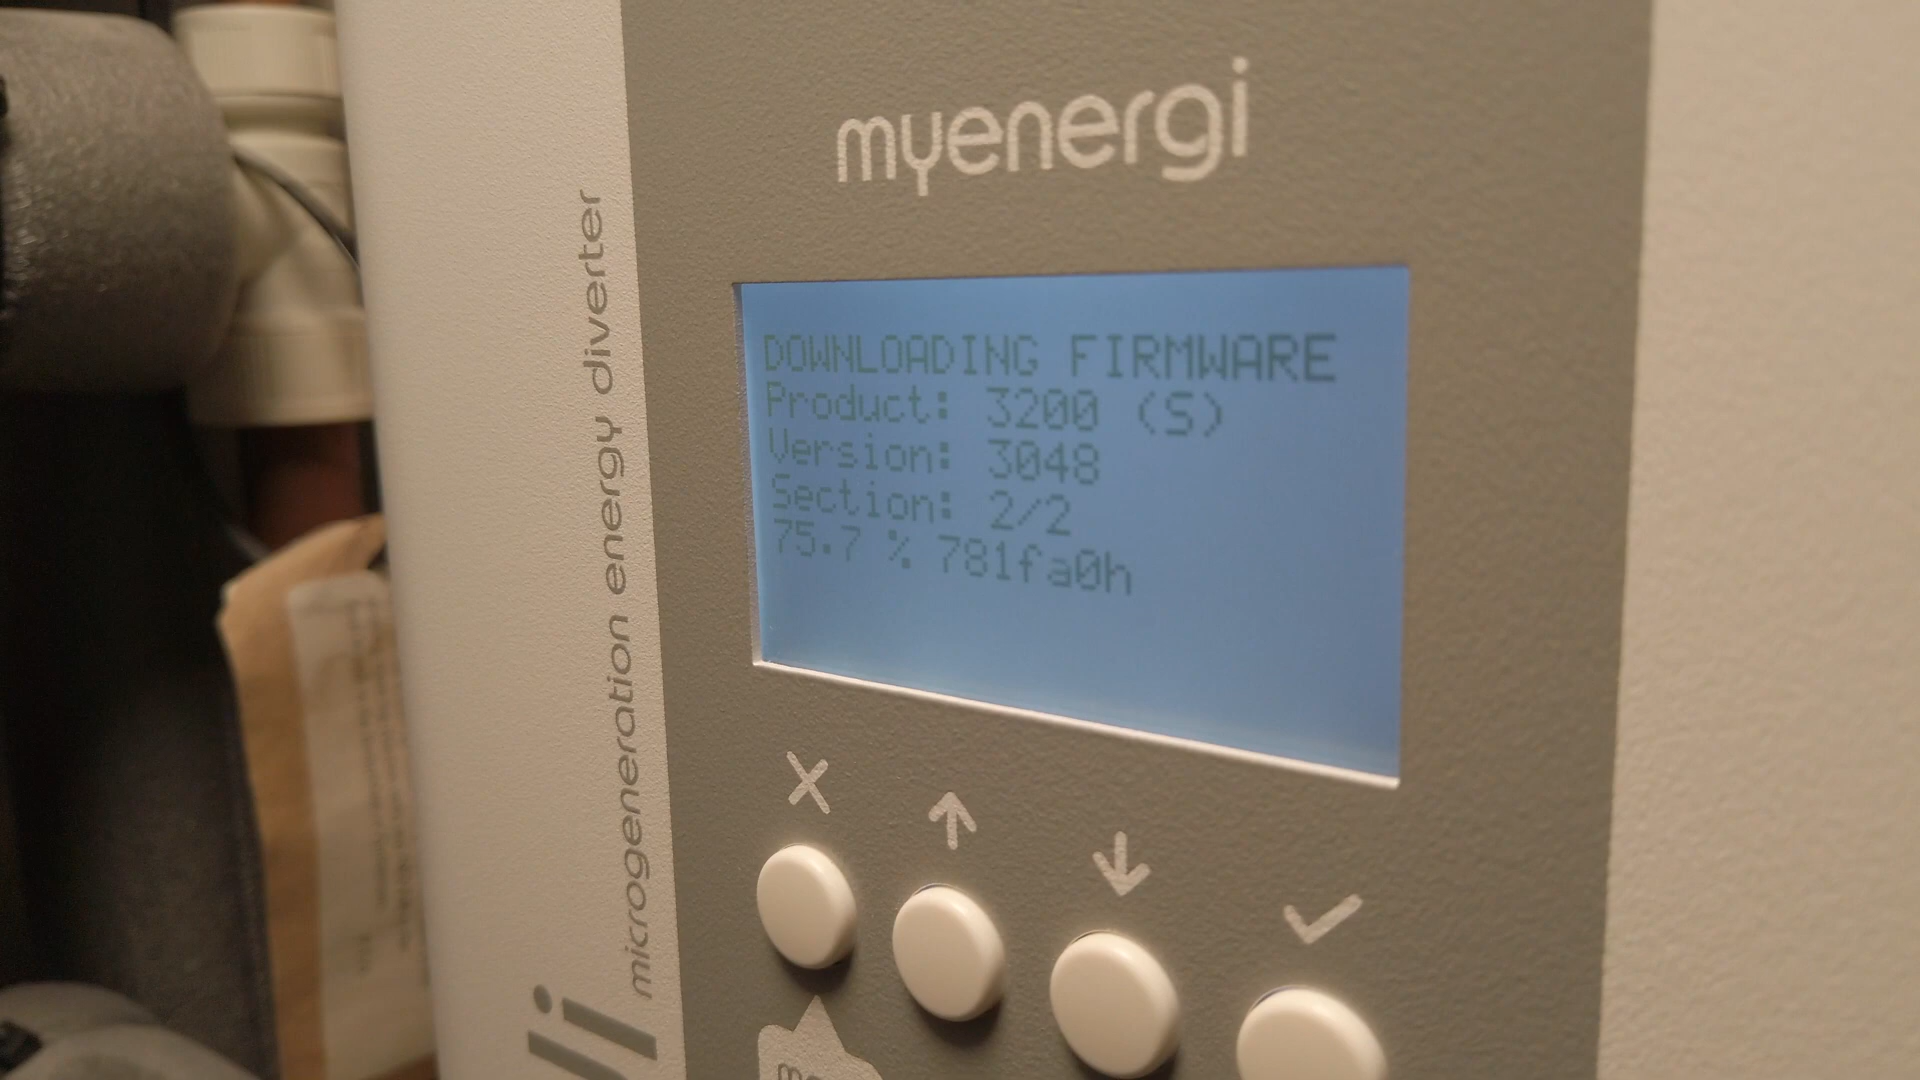 myenergi
DOWNLOADING FIRMWARE
Product: 3200 (S)
Version: 3048
Section: 2/2
75.7 % 781fa0h
microgeneration energy diverter